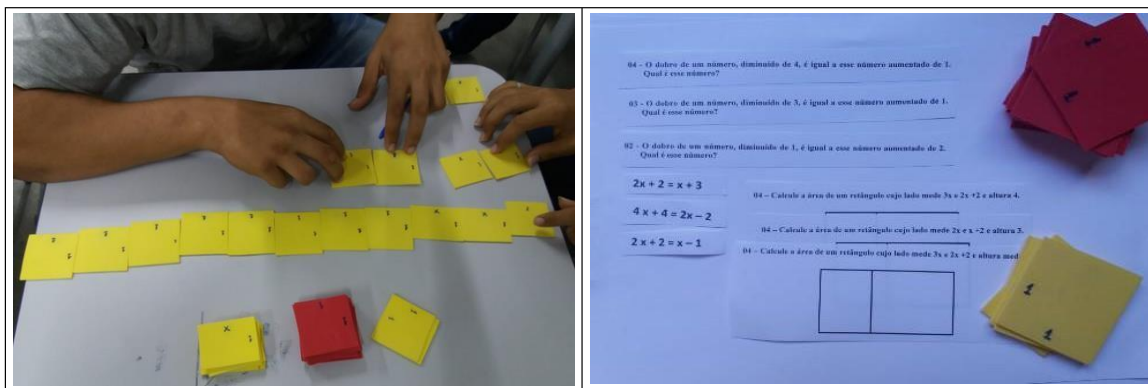 04 - O dobro de um número, diminuído de 4, é igual a esse número aumentado de 1.
Qual é esse número?
03 - O dobro de um número, diminuído de 3, é igual a esse número aumentado de 1.
Qual é esse número?
02 - O dobro de um número, diminuído de 1, é igual a esse número aumentado de 2.
Qual é esse número?
2x + 2 = x + 3
4 x + 4 = 2x – 2
2 x + 2 = x – 1
04 – Calcule a área de um retângulo cujo lado mede 3x e 2x +2 e altura 4.
04 – Calcule a área de um retângulo cujo lado mede 2x e x +2 e altura 3.
04 – Calcule a área de um retângulo cujo lado mede 3x e 2x +2 e altura med
1
1
X